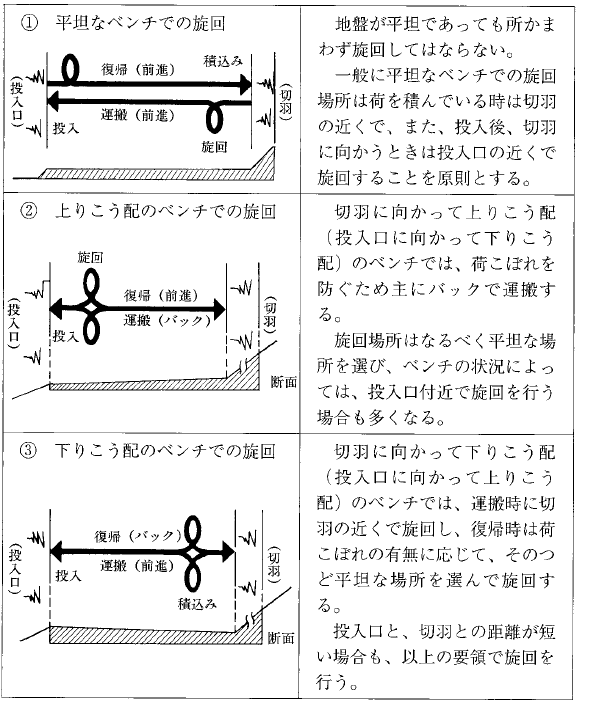 ① 平坦なベンチでの旋回
復帰(前進)
積込み
(投入口)
(切羽)
投入
運搬(前進)
旋回
地盤が平坦であっても所かま
わず旋回してはならない。
一般に平坦なベンチでの旋回
場所は荷を積んでいる時は切羽
の近くで、また、投入後、切羽
に向かうときは投入口の近くで
旋回することを原則とする。
② 上りこう配のベンチでの旋回
旋回
(投入口)
復帰(前進)
(切羽)
投入
運搬(バック)
断面
切羽に向かって上りこう配
(投入口に向かって下りこう
配)のベンチでは、荷こぼれを
防ぐため主にバックで運搬す
る。
旋回場所はなるべく平坦な場
所を選び、ベンチの状況によっ
ては、投入口付近で旋回を行う
場合も多くなる。
③ 下りこう配のベンチでの旋回
復帰(バック)
(投入口)
(切羽)
投入
運搬(前進)
積込み
断面
切羽に向かって下りこう配
(投入口に向かって上りこう
配)のベンチでは、運搬時に切
羽の近くで旋回し、復帰時は荷
こぼれの有無に応じて、そのつ
ど平坦な場所を選んで旋回す
る。
投入口と、切羽との距離が短
い場合も、以上の要領で旋回を
行う。